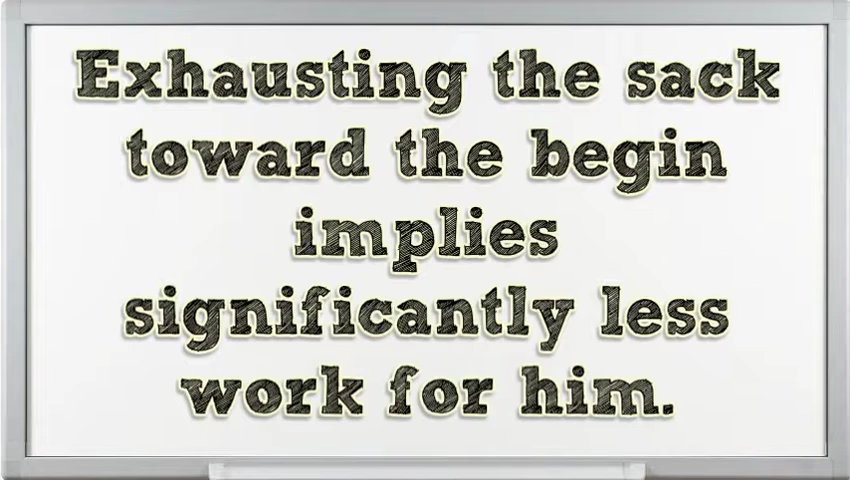 Exhausting the sack
toward the begin
implies
significantly less
work for him.